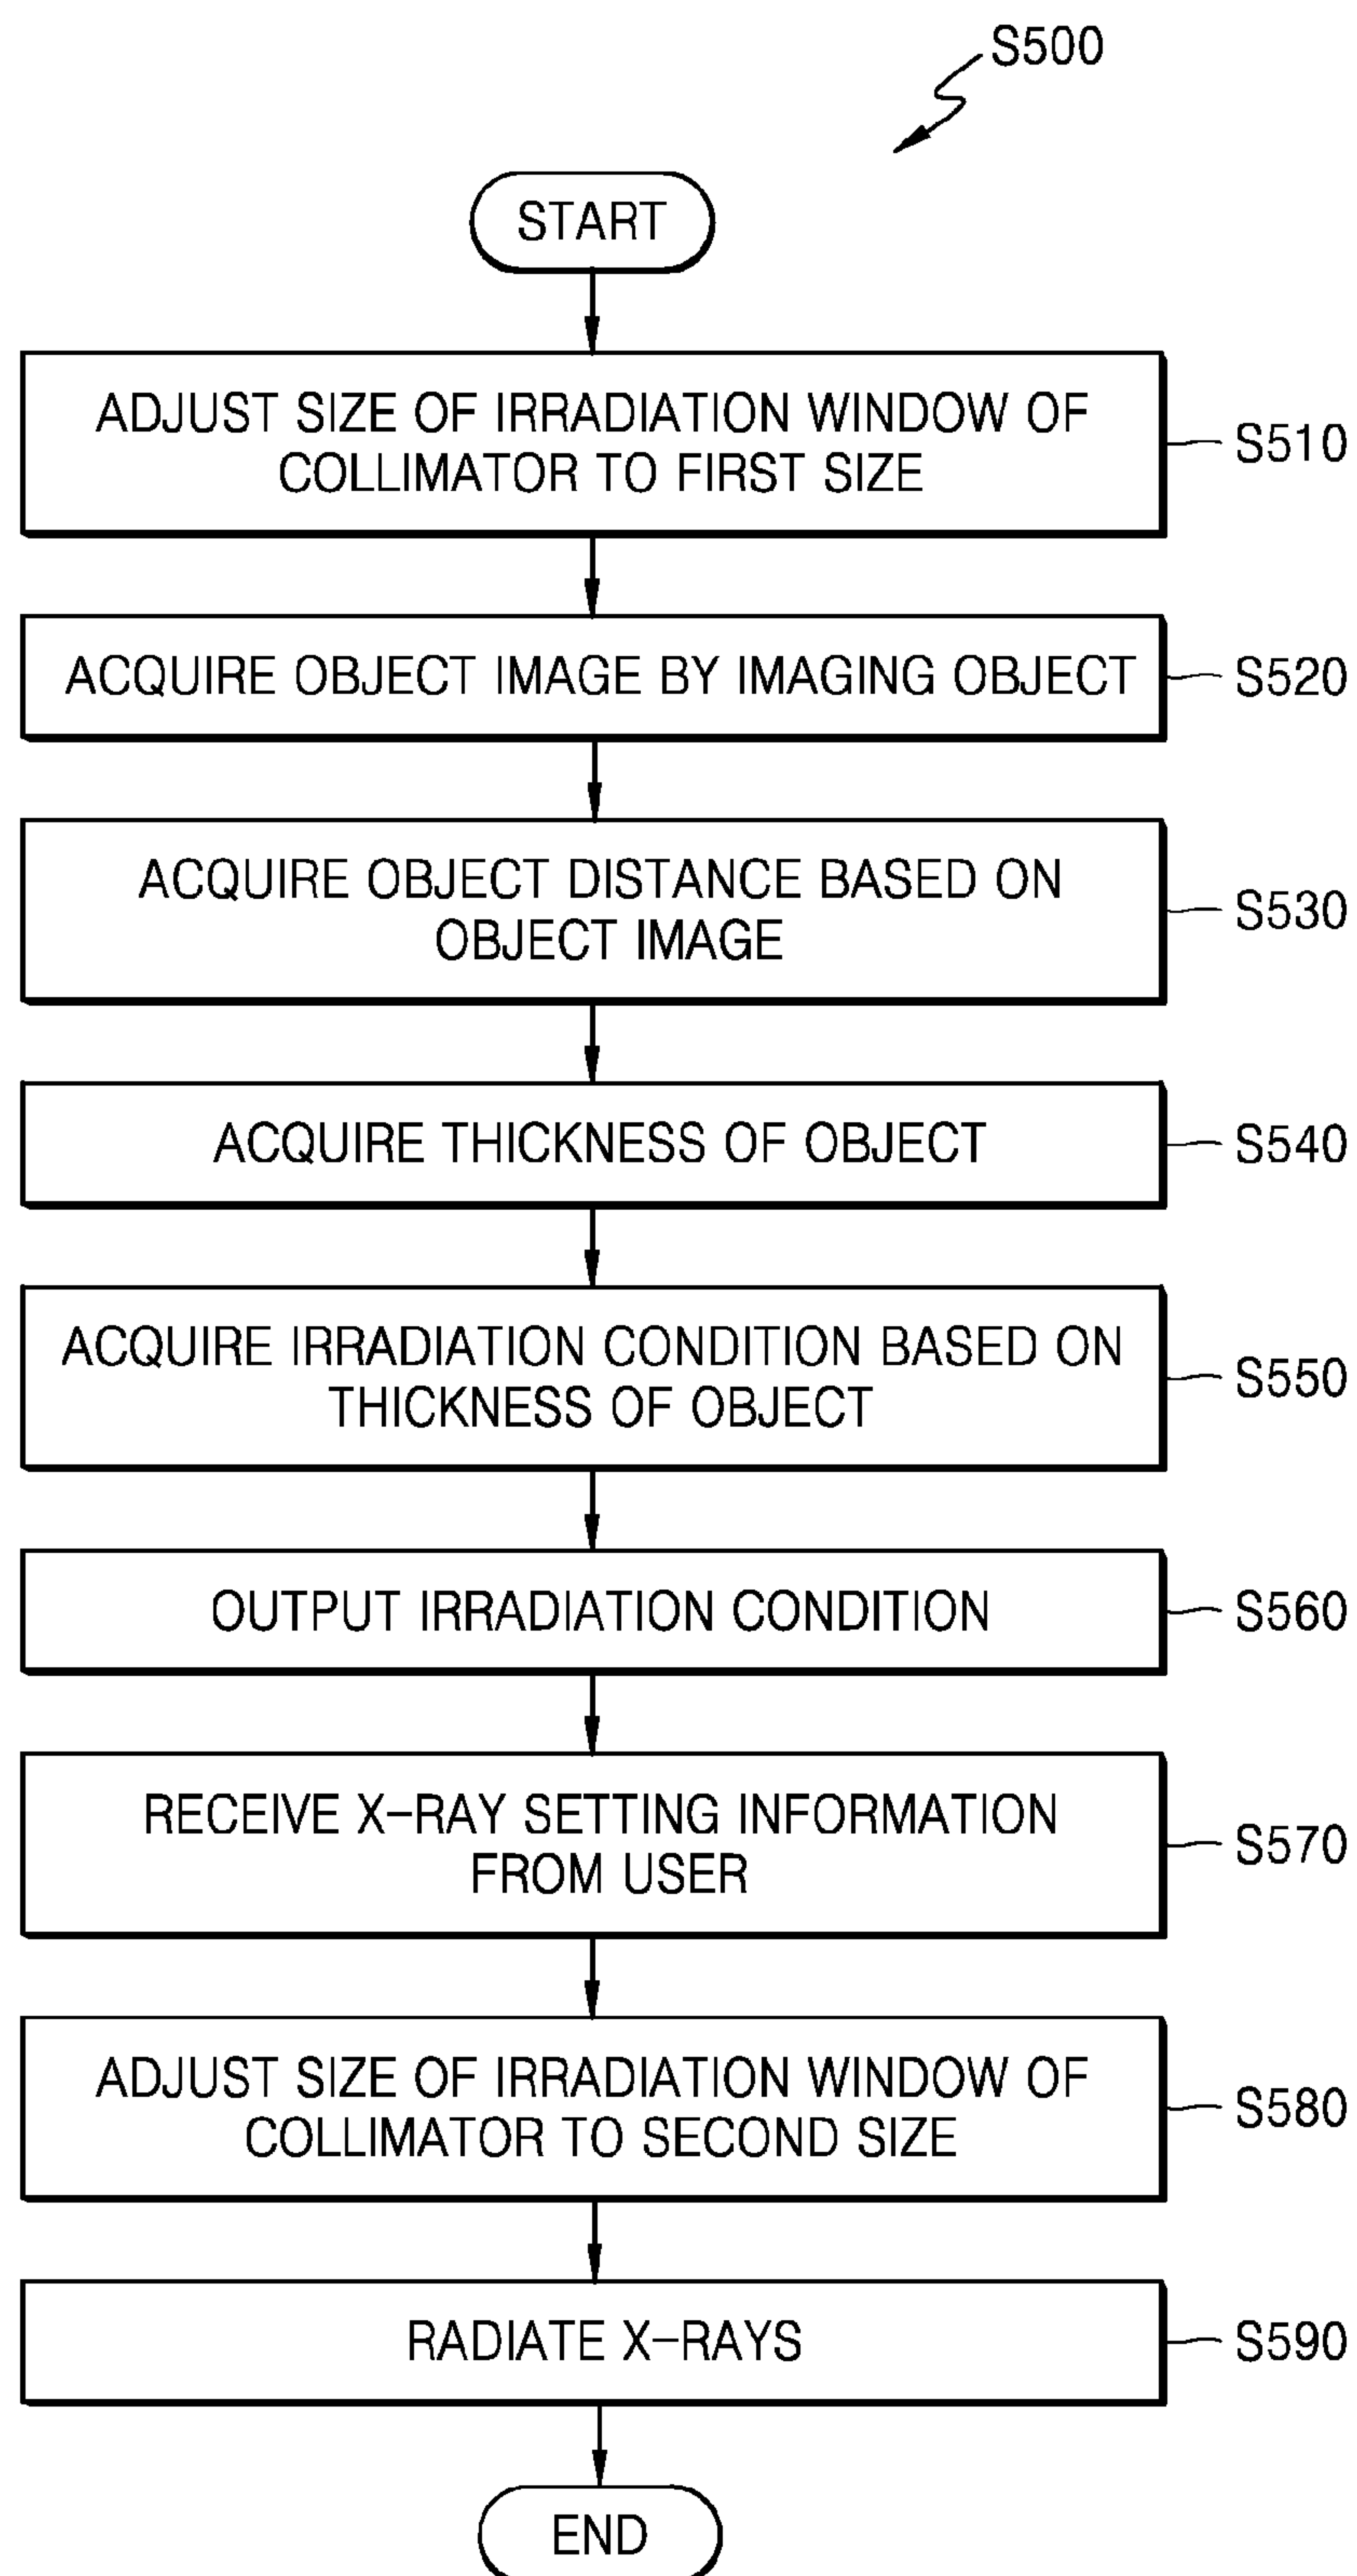 S500
START
ADJUST SIZE OF IRRADIATION WINDOW OF
COLLIMATOR TO FIRST SIZE
S510
ACQUIRE OBJECT IMAGE BY IMAGING OBJECT
S520
ACQUIRE OBJECT DISTANCE BASED ON
OBJECT IMAGE
S530
ACQUIRE THICKNESS OF OBJECT
S540
ACQUIRE IRRADIATION CONDITION BASED ON
THICKNESS OF OBJECT
S550
OUTPUT IRRADIATION CONDITION
S560
RECEIVE X-RAY SETTING INFORMATION
FROM USER
S570
ADJUST SIZE OF IRRADIATION WINDOW OF
COLLIMATOR TO SECOND SIZE
S580
RADIATE X-RAYS
S590
END